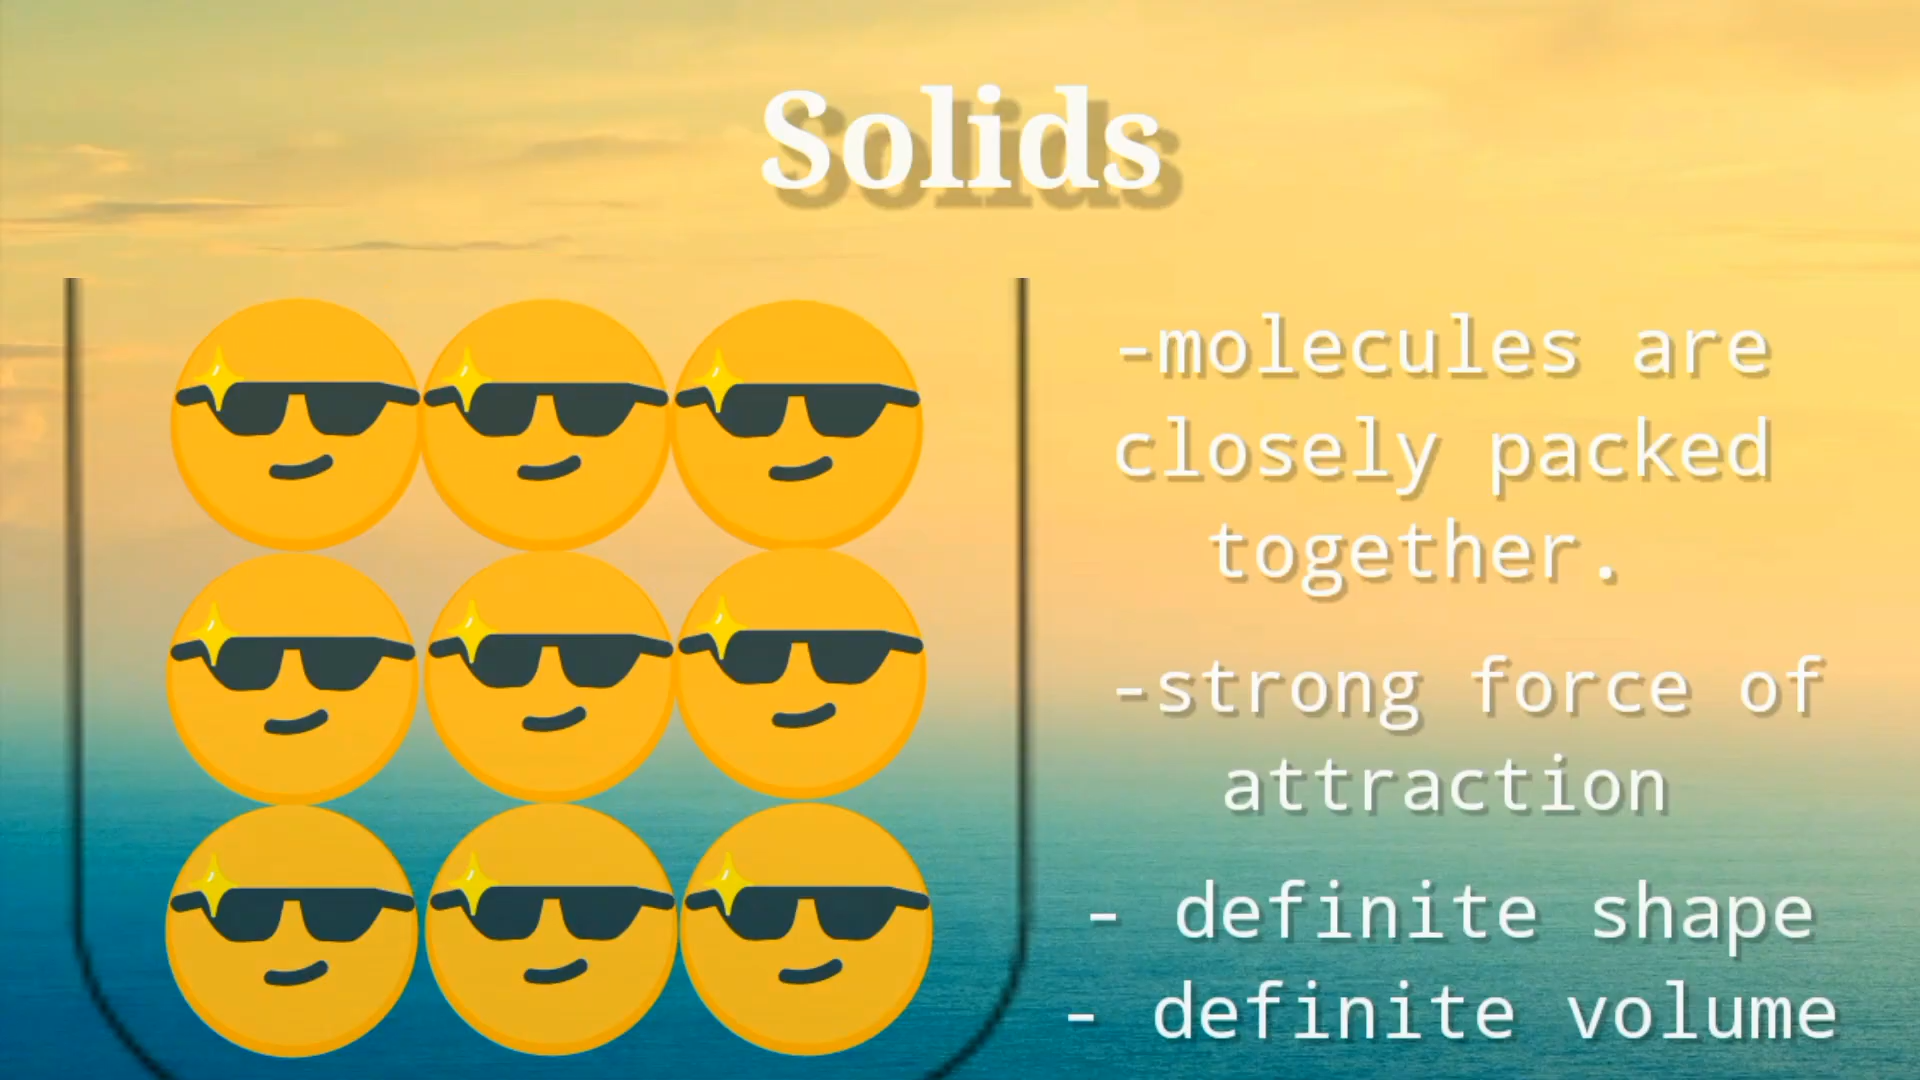 Solids
-molecules are
closely packed
together.
-strong force of
attraction
- definite shape
- definite volume